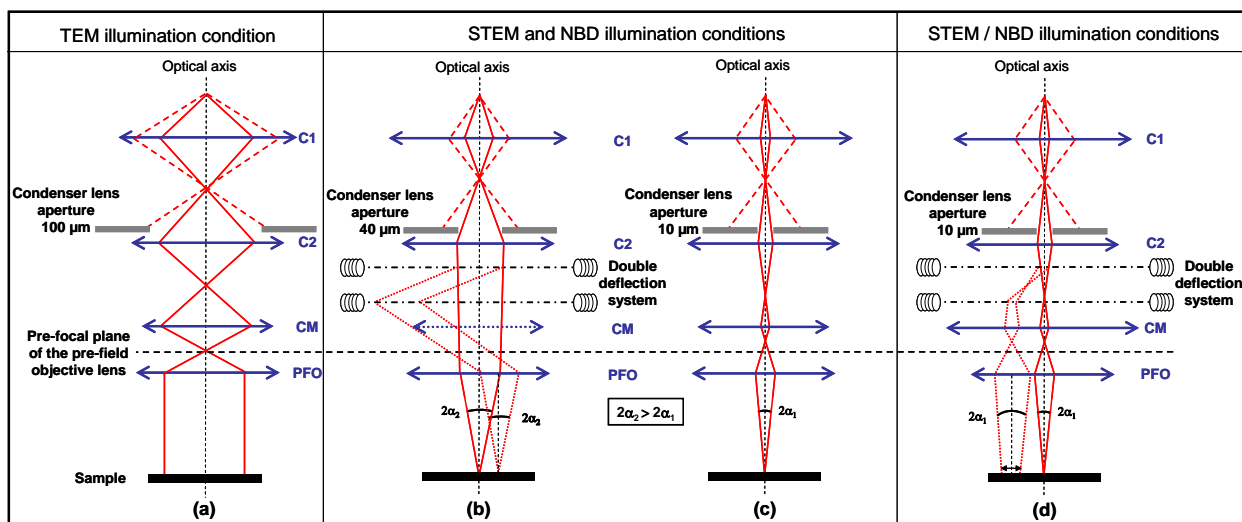 TEM illumination condition
STEM and NBD illumination conditions
STEM / NBD illumination conditions
Optical axis
C1
Condenser lens
aperture
100 μm
C2
CM
Pre-focal plane
of the pre-field
objective lens
PFO
Sample
(a)
Optical axis
C1
Condenser lens
aperture
40 μm
C2
Double
deflection
system
CM
PFO
2α₂
2α₂
2α₂ > 2α₁
(b)
Optical axis
Condenser lens
aperture
10 μm
2α₁
(c)
Optical axis
C1
Condenser lens
aperture
10 μm
C2
Double
deflection
system
CM
PFO
2α₁
2α₁
(d)